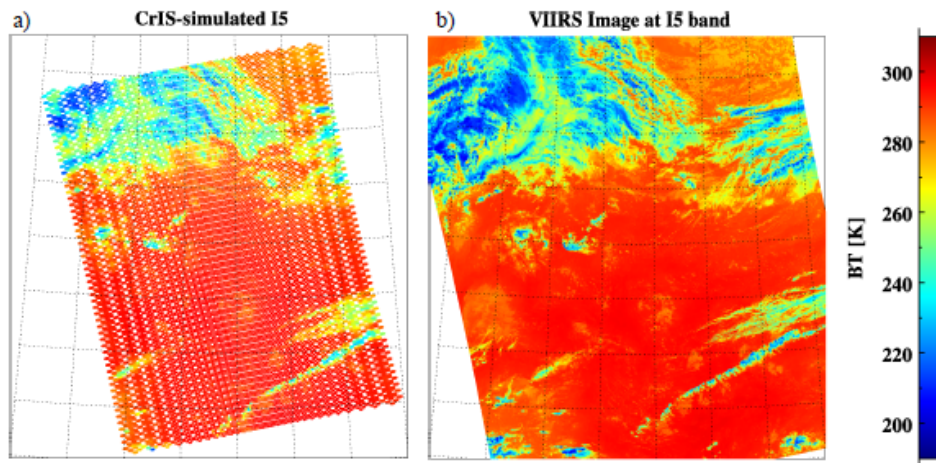 a) CrIS-simulated I5
b) VIIRS Image at I5 band
300
280
260
240
220
200
BT [K]